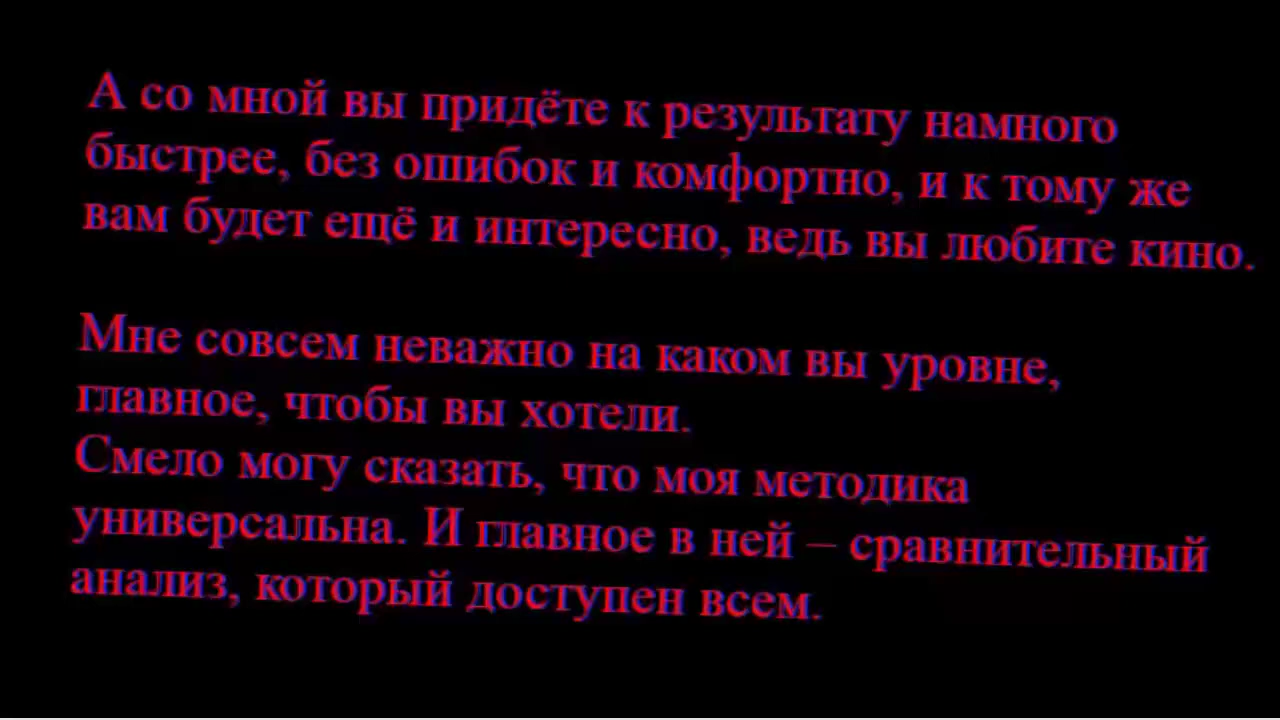 А со мной вы придёте к результату намного
быстрее, без ошибок и комфортно, и к тому же
вам будет ещё и интересно, ведь вы любите кино.
Мне совсем неважно на каком вы уровне,
главное, чтобы вы хотели.
Смело могу сказать, что моя методика
универсальна. И главное в ней – сравнительный
анализ, который доступен всем.